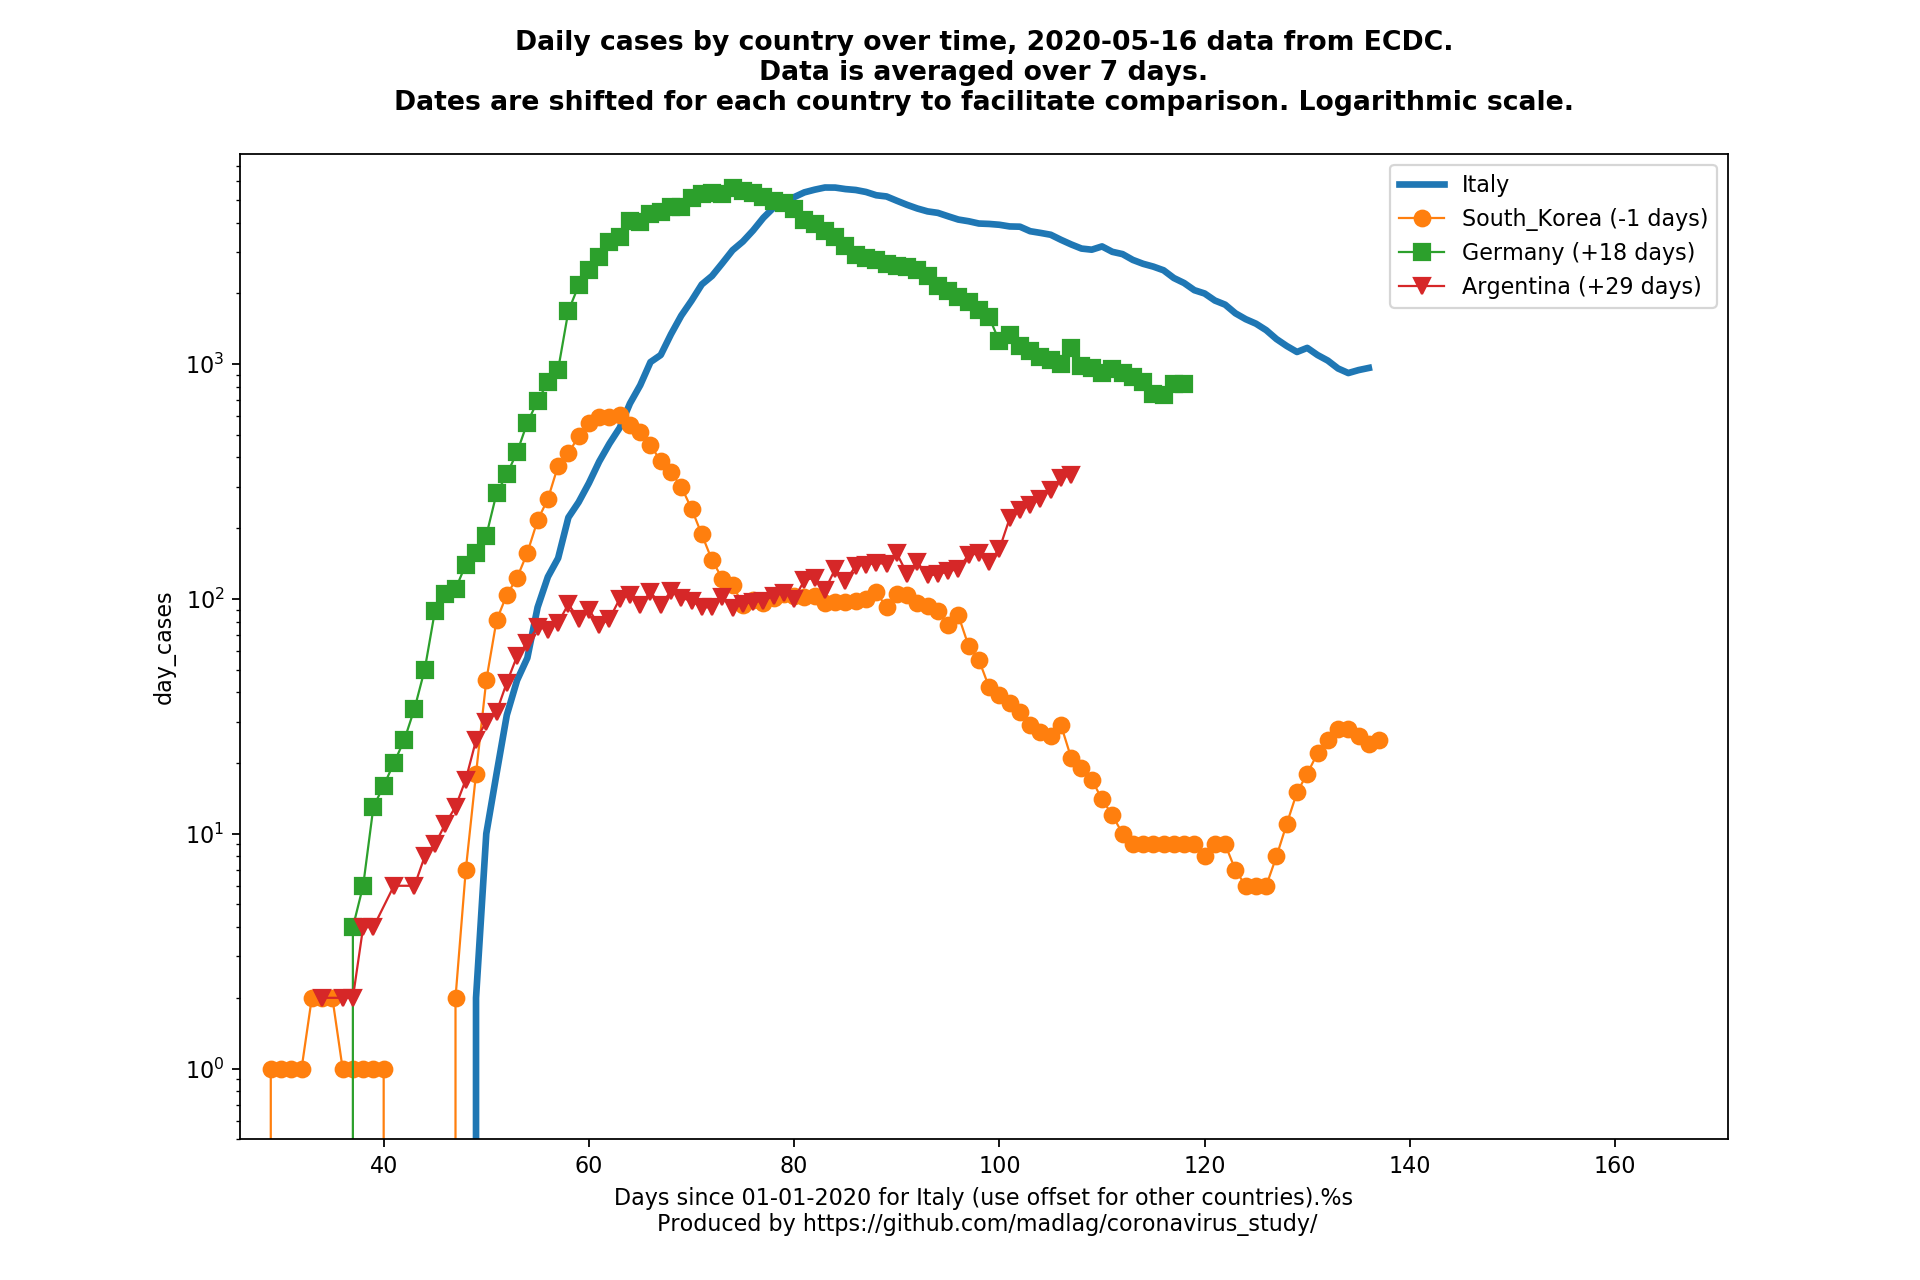 Daily cases by country over time, 2020-05-16 data from ECDC.
Data is averaged over 7 days.
Dates are shifted for each country to facilitate comparison. Logarithmic scale.
Italy
South_Korea (-1 days)
Germany (+18 days)
Argentina (+29 days)
day_cases
10³
10²
10¹
10⁰
40 60 80 100 120 140 160
Days since 01-01-2020 for Italy (use offset for other countries).%s
Produced by https://github.com/madlag/coronavirus_study/